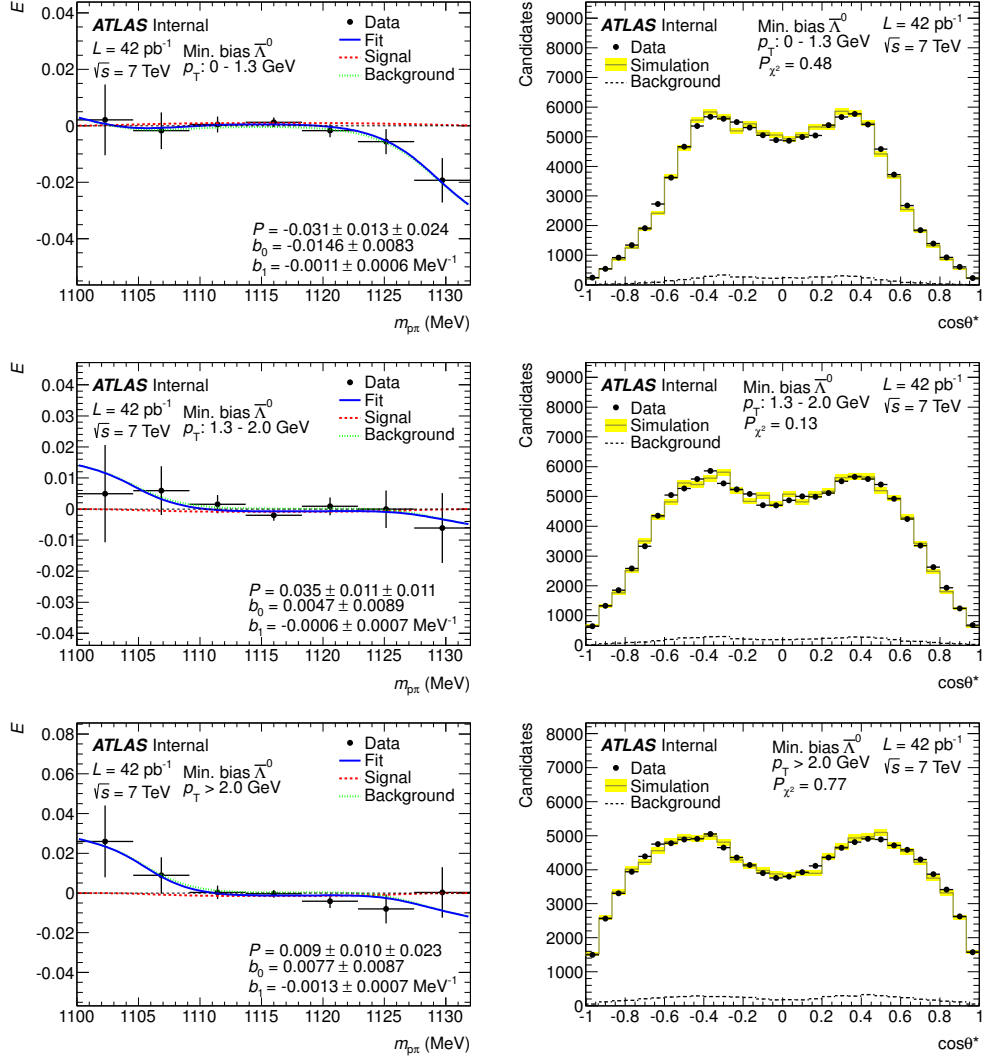 E
0.04
0.02
0
-0.02
-0.04
ATLAS Internal
L = 42 pb⁻¹
√s = 7 TeV
Min. bias Λ̅⁰
p_T: 0 - 1.3 GeV
Data
Fit
Signal
Background
P = -0.031 ± 0.013 ± 0.024
b₀ = -0.0146 ± 0.0083
b₁ = -0.0011 ± 0.0006 MeV⁻¹
1100 1105 1110 1115 1120 1125 1130
m_pπ (MeV)
Candidates
9000
8000
7000
6000
5000
4000
3000
2000
1000
0
ATLAS Internal
Data
Simulation
Background
Min. bias Λ̅⁰
p_T: 0 - 1.3 GeV
P_χ² = 0.48
L = 42 pb⁻¹
√s = 7 TeV
-1 -0.8 -0.6 -0.4 -0.2 0 0.2 0.4 0.6 0.8 1
cosθ*
E
0.04
0.03
0.02
0.01
0
-0.01
-0.02
-0.03
-0.04
ATLAS Internal
L = 42 pb⁻¹
√s = 7 TeV
Min. bias Λ̅⁰
p_T: 1.3 - 2.0 GeV
Data
Fit
Signal
Background
P = 0.035 ± 0.011 ± 0.011
b₀ = 0.0047 ± 0.0089
b₁ = -0.0006 ± 0.0007 MeV⁻¹
1100 1105 1110 1115 1120 1125 1130
m_pπ (MeV)
Candidates
9000
8000
7000
6000
5000
4000
3000
2000
1000
0
ATLAS Internal
Data
Simulation
Background
Min. bias Λ̅⁰
p_T: 1.3 - 2.0 GeV
P_χ² = 0.13
L = 42 pb⁻¹
√s = 7 TeV
-1 -0.8 -0.6 -0.4 -0.2 0 0.2 0.4 0.6 0.8 1
cosθ*
E
0.08
0.06
0.04
0.02
0
-0.02
-0.04
ATLAS Internal
L = 42 pb⁻¹
√s = 7 TeV
Min. bias Λ̅⁰
p_T > 2.0 GeV
Data
Fit
Signal
Background
P = 0.009 ± 0.010 ± 0.023
b₀ = 0.0077 ± 0.0087
b₁ = -0.0013 ± 0.0007 MeV⁻¹
1100 1105 1110 1115 1120 1125 1130
m_pπ (MeV)
Candidates
8000
7000
6000
5000
4000
3000
2000
1000
0
ATLAS Internal
Data
Simulation
Background
Min. bias Λ̅⁰
p_T > 2.0 GeV
P_χ² = 0.77
L = 42 pb⁻¹
√s = 7 TeV
-1 -0.8 -0.6 -0.4 -0.2 0 0.2 0.4 0.6 0.8 1
cosθ*